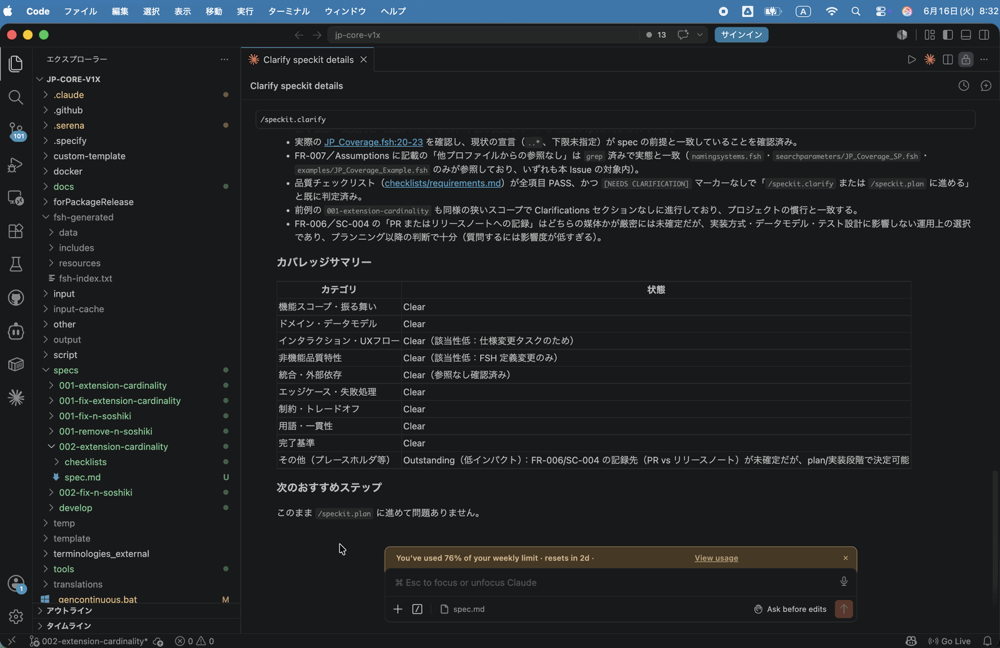 Code ファイル 編集 選択 表示 移動 実行 ターミナル ウィンドウ ヘルプ A 6月16日(火) 8:32
jp-core-v1x 13 サインイン
エクスプローラー
Clarify speckit details
JP-CORE-V1X
.claude
.github
.serena
.specify
custom-template
docker
docs
forPackageRelease
fsh-generated
data
includes
resources
fsh-index.txt
input
input-cache
other
output
script
specs
001-extension-cardinality
001-fix-extension-cardinality
001-fix-n-soshiki
001-remove-n-soshiki
002-extension-cardinality
checklists
spec.md U
002-fix-n-soshiki
develop
temp
template
terminologies_external
tools
translations
gencontinuous.bat M
アウトライン
タイムライン
101
1
Clarify speckit details
/speckit.clarify
• 実際の JP_Coverage.fsh:20-23 を確認し、現状の宣言（ ..* 、下限未指定）が spec の前提と一致していることを確認済み。
• FR-007／Assumptions に記載の「他プロファイルからの参照なし」は grep 済みで実態と一致（ namingsystems.fsh ・ searchparameters/JP_Coverage_SP.fsh ・
examples/JP_Coverage_Example.fsh のみが参照しており、いずれも本 Issue の対象内）。
• 品質チェックリスト（checklists/requirements.md）が全項目 PASS、かつ [NEEDS CLARIFICATION] マーカーなしで「 /speckit.clarify または /speckit.plan に進める」
と既に判定済み。
• 前例の 001-extension-cardinality も同様の狭いスコープで Clarifications セクションなしに進行しており、プロジェクトの慣行と一致する。
• FR-006／SC-004 の「PR またはリリースノートへの記録」はどちらの媒体かが厳密には未確定だが、実装方式・データモデル・テスト設計に影響しない運用上の選択
であり、プランニング以降の判断で十分（質問するには影響度が低すぎる）。
カバレッジサマリー
カテゴリ 状態
機能スコープ・振る舞い Clear
ドメイン・データモデル Clear
インタラクション・UXフロー Clear（該当性低：仕様変更タスクのため）
非機能品質特性 Clear（該当性低：FSH 定義変更のみ）
統合・外部依存 Clear（参照なし確認済み）
エッジケース・失敗処理 Clear
制約・トレードオフ Clear
用語・一貫性 Clear
完了基準 Clear
その他（プレースホルダ等） Outstanding（低インパクト）：FR-006/SC-004 の記録先（PR vs リリースノート）が未確定だが、plan/実装段階で決定可能
次のおすすめステップ
このまま /speckit.plan に進めて問題ありません。
You've used 76% of your weekly limit · resets in 2d · View usage
⌘ Esc to focus or unfocus Claude
spec.md Ask before edits
002-extension-cardinality* 0 0 Go Live